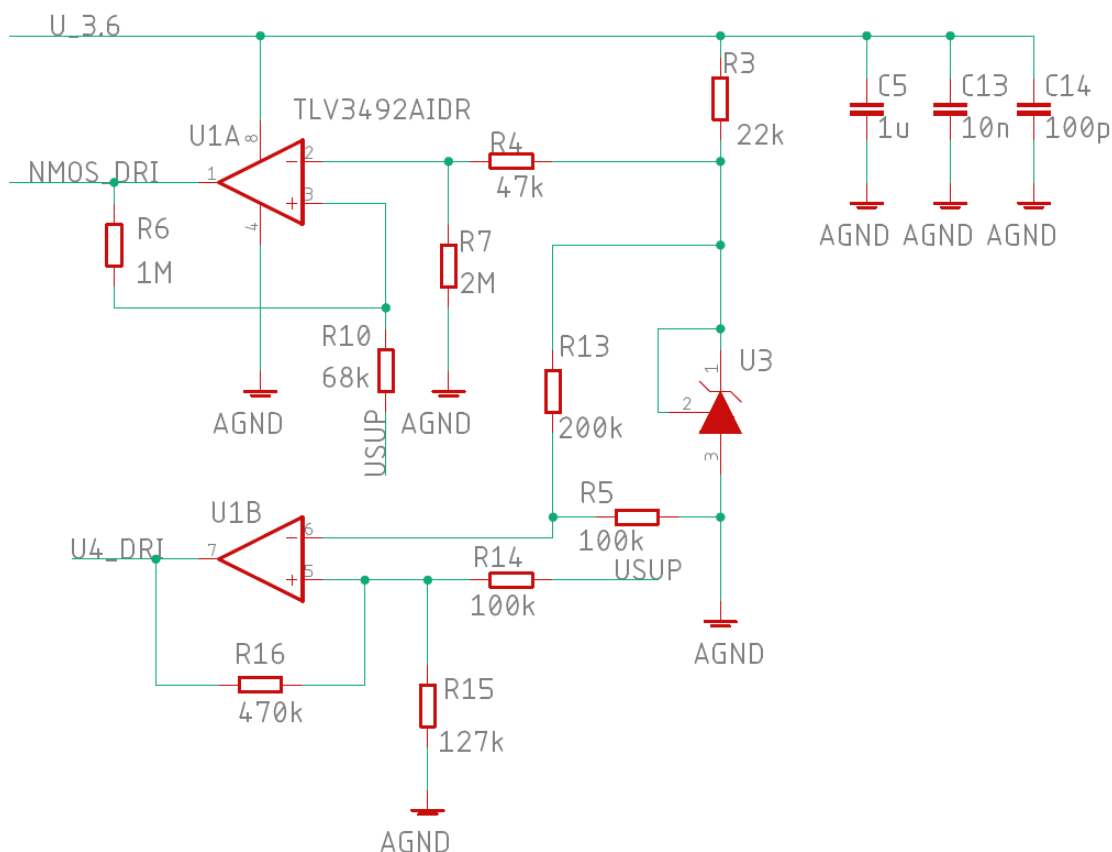 U_3.6
R3
22k
C5
1u
C13
10n
C14
100p
AGND
AGND
AGND
TLV3492AIDR
U1A
8
2
3
1
4
NMOS_DRI
R4
47k
R6
1M
R7
2M
R10
68k
AGND
AGND
USUP
R13
200k
U3
1
2
3
R5
100k
U1B
6
5
7
U4_DRI
R14
100k
USUP
AGND
R16
470k
R15
127k
AGND
-
+
-
+